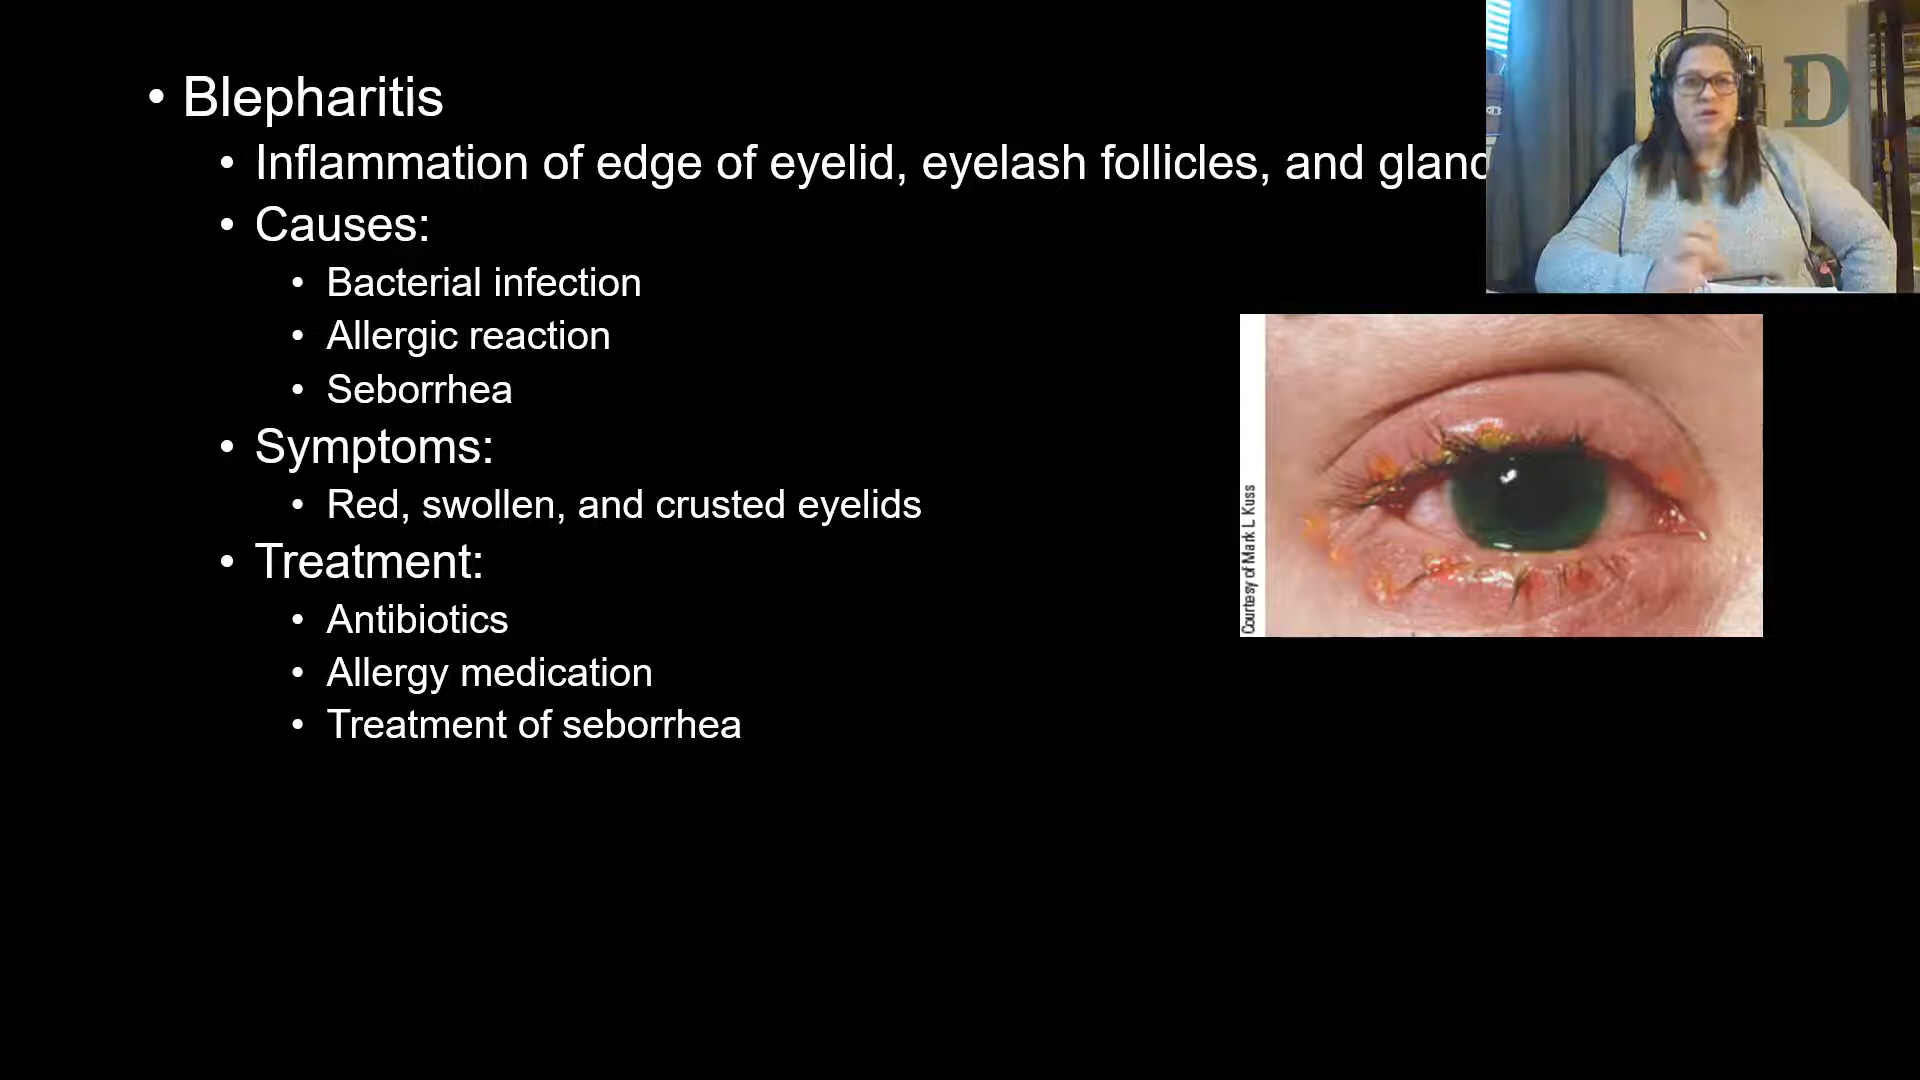 • Blepharitis
• Inflammation of edge of eyelid, eyelash follicles, and gland
• Causes:
• Bacterial infection
• Allergic reaction
• Seborrhea
• Symptoms:
• Red, swollen, and crusted eyelids
• Treatment:
• Antibiotics
• Allergy medication
• Treatment of seborrhea
D
Courtesy of Mark L. Kuss